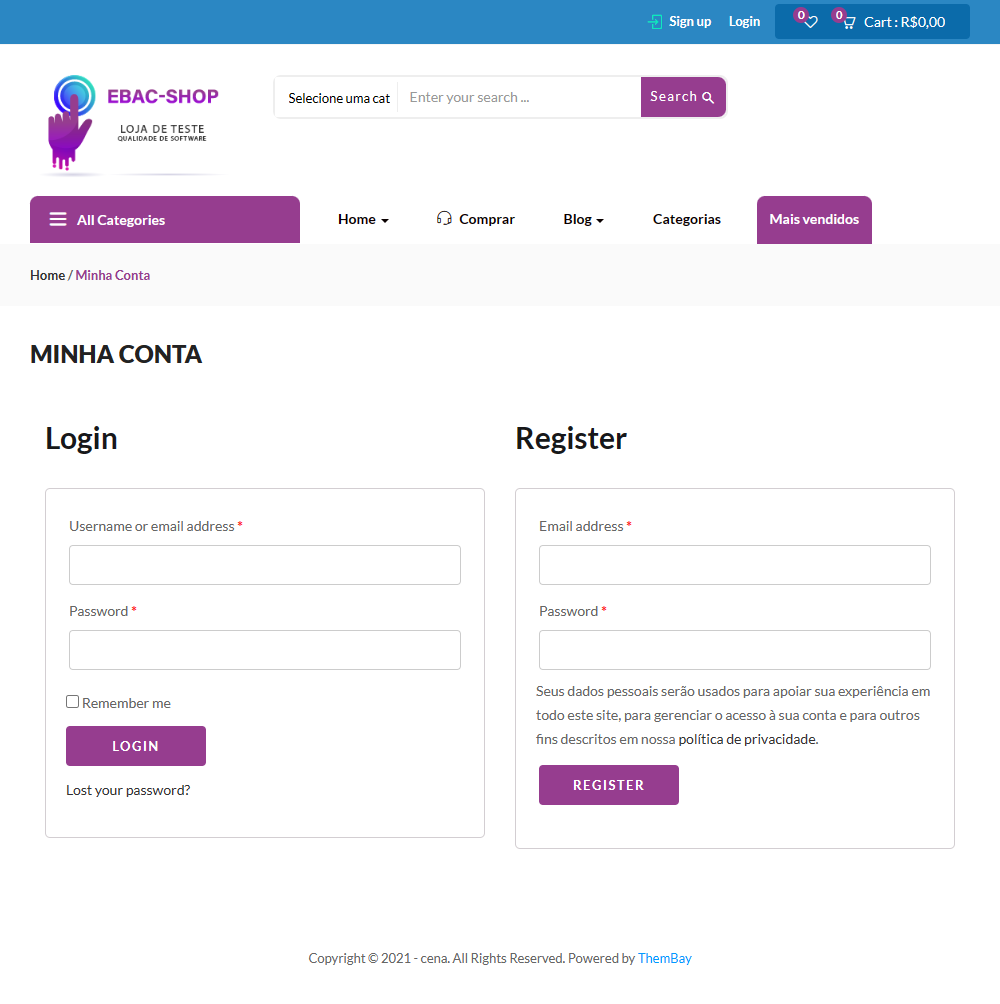 Sign up Login 0 0 Cart : R$0,00
EBAC-SHOP
LOJA DE TESTE
QUALIDADE DE SOFTWARE
Selecione uma cat Enter your search ... Search
All Categories Home Comprar Blog Categorias Mais vendidos
Home / Minha Conta
MINHA CONTA
Login
Username or email address *
Password *
Remember me
LOGIN
Lost your password?
Register
Email address *
Password *
Seus dados pessoais serão usados para apoiar sua experiência em
todo este site, para gerenciar o acesso à sua conta e para outros
fins descritos em nossa política de privacidade.
REGISTER
Copyright © 2021 - cena. All Rights Reserved. Powered by ThemBay